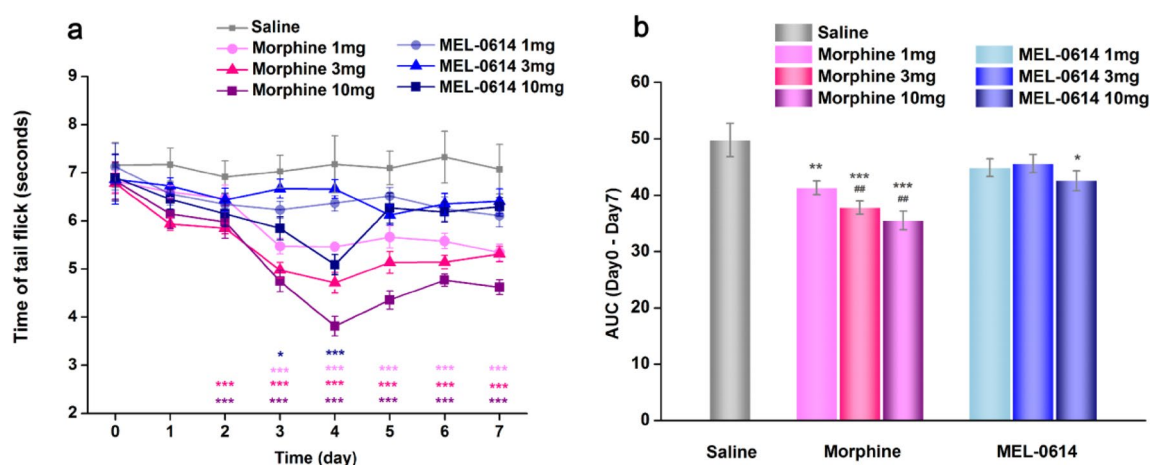 a
Saline
Morphine 1mg
Morphine 3mg
Morphine 10mg
MEL-0614 1mg
MEL-0614 3mg
MEL-0614 10mg
Time of tail flick (seconds)
9
8
7
6
5
4
3
2
* ***
*** *** *** *** ***
*** *** *** *** *** ***
*** *** *** *** *** ***
0 1 2 3 4 5 6 7
Time (day)
b
Saline
Morphine 1mg
Morphine 3mg
Morphine 10mg
MEL-0614 1mg
MEL-0614 3mg
MEL-0614 10mg
AUC (Day0 - Day7)
60
50
40
30
20
10
0
**
***
##
***
##
*
Saline Morphine MEL-0614